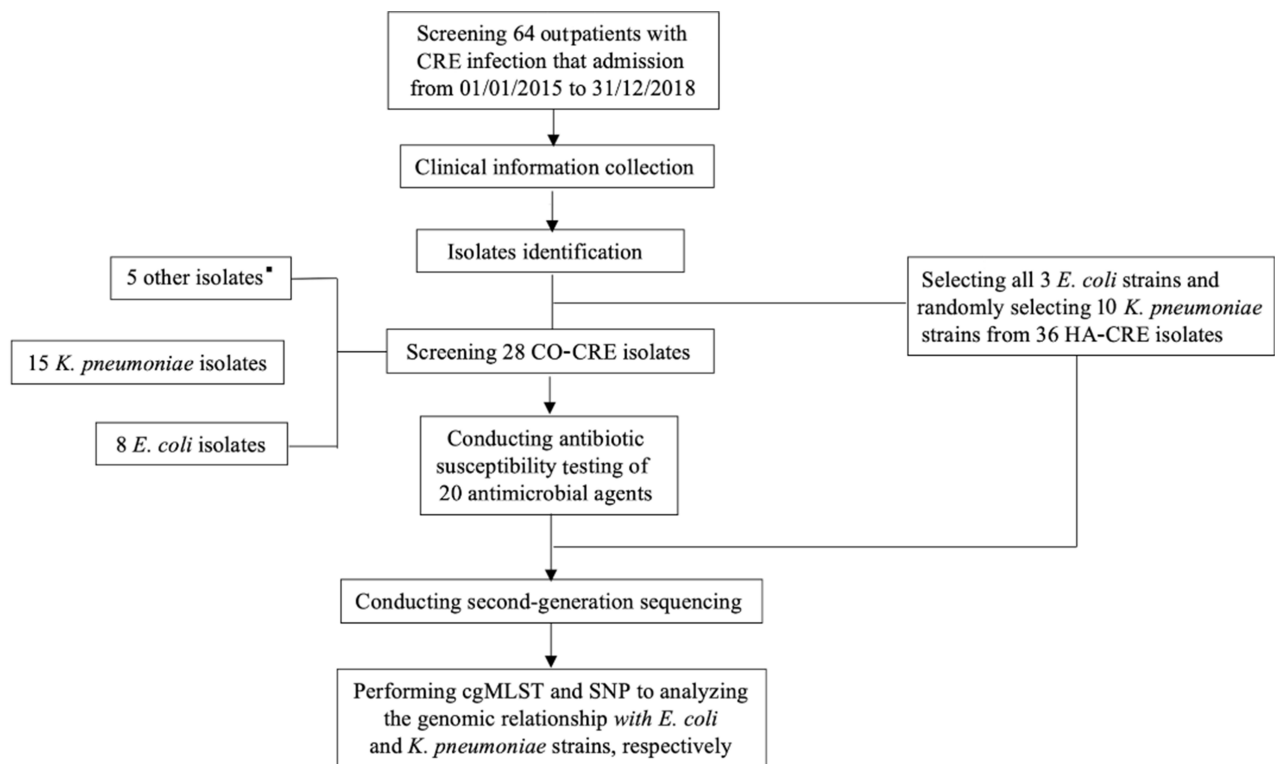 Screening 64 outpatients with
CRE infection that admission
from 01/01/2015 to 31/12/2018
Clinical information collection
Isolates identification
5 other isolates▪
15 K. pneumoniae isolates
8 E. coli isolates
Screening 28 CO-CRE isolates
Selecting all 3 E. coli strains and
randomly selecting 10 K. pneumoniae
strains from 36 HA-CRE isolates
Conducting antibiotic
susceptibility testing of
20 antimicrobial agents
Conducting second-generation sequencing
Performing cgMLST and SNP to analyzing
the genomic relationship with E. coli
and K. pneumoniae strains, respectively